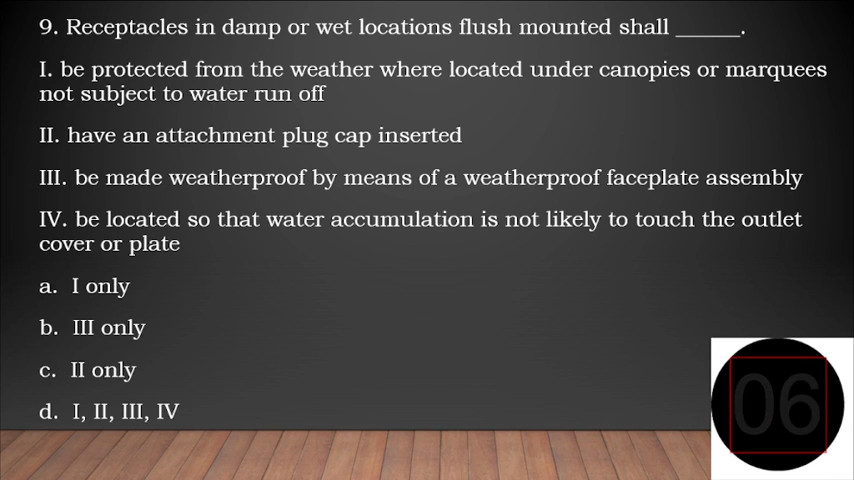 9. Receptacles in damp or wet locations flush mounted shall ______.
I. be protected from the weather where located under canopies or marquees
not subject to water run off
II. have an attachment plug cap inserted
III. be made weatherproof by means of a weatherproof faceplate assembly
IV. be located so that water accumulation is not likely to touch the outlet
cover or plate
a. I only
b. III only
c. II only
d. I, II, III, IV
06